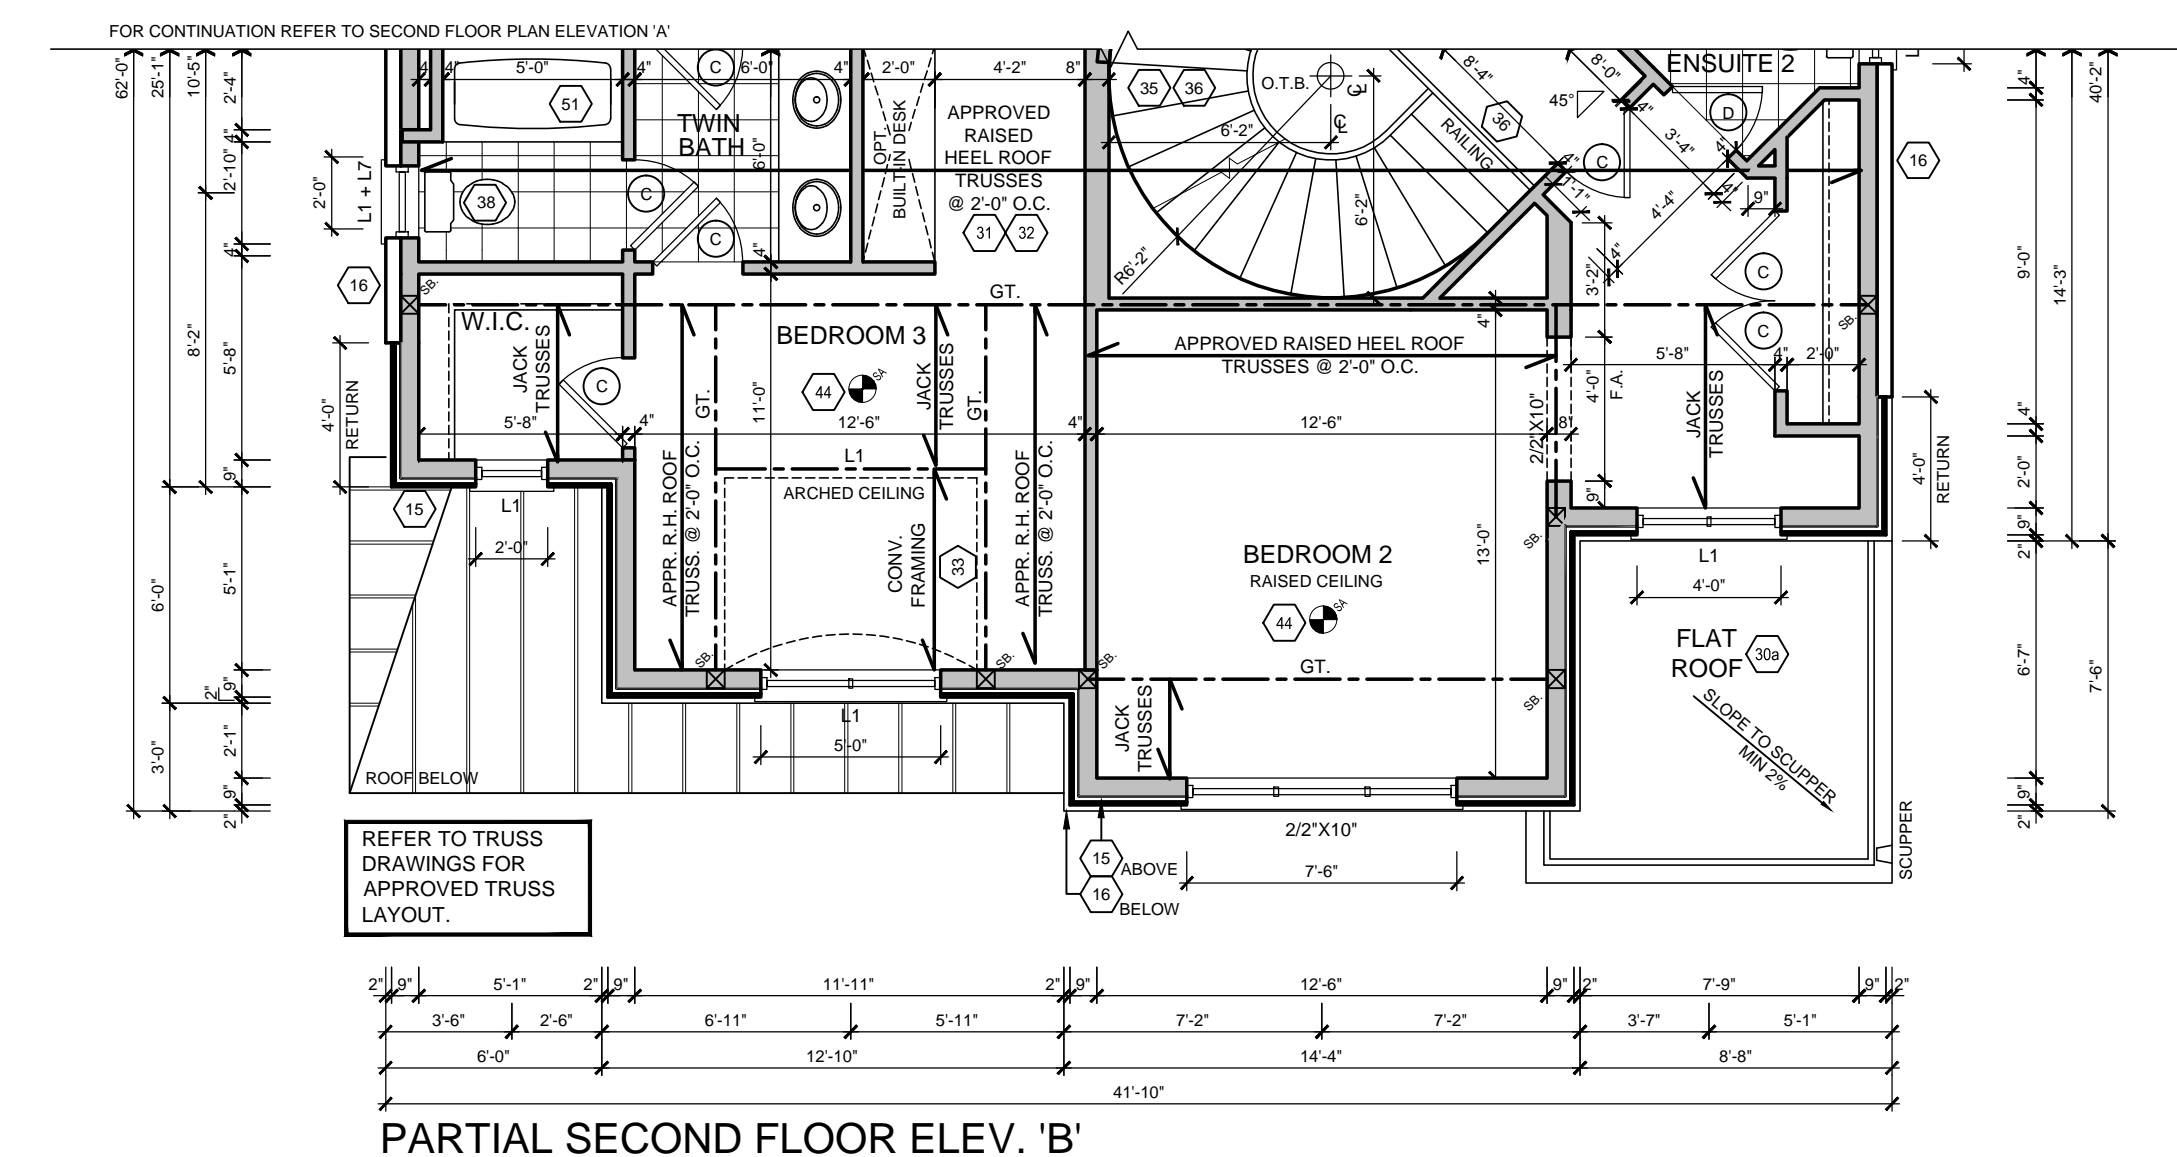 FOR CONTINUATION REFER TO SECOND FLOOR PLAN ELEVATION 'A'
62'-0"
25'-1"
10'-5"
2'-4"
4"
2'-10"
4"
8'-2"
5'-8"
9"
6'-0"
5'-1"
2"
9"
3'-0"
2'-1"
9"
2"
2'-0"
L1 + L7
16
4'-0"
RETURN
4"
4"
5'-0"
4"
6'-0"
4"
2'-0"
4'-2"
8"
51
C
TWIN
BATH
6'-0"
38
C
C
4"
OPT.
BUILT-IN DESK
APPROVED
RAISED
HEEL ROOF
TRUSSES
@ 2'-0" O.C.
31
32
35
36
O.T.B.
6'-2"
6'-2"
R6'-2"
RAILING
36
8'-4"
8'-0"
45°
ENSUITE 2
D
C
4"
3'-4"
4"
4"
1'-1"
4'-4"
4"
9"
4"
3'-2"
C
C
16
SB.
GT.
W.I.C.
JACK
TRUSSES
C
5'-8"
4"
BEDROOM 3
44
SA
11'-0"
GT.
JACK
TRUSSES
GT.
12'-6"
4"
L1
ARCHED CEILING
APPR. R.H. ROOF
TRUSS. @ 2'-0" O.C.
CONV.
FRAMING
33
APPR. R.H. ROOF
TRUSS. @ 2'-0" O.C.
SB.
SB.
SB.
4"
APPROVED RAISED HEEL ROOF
TRUSSES @ 2'-0" O.C.
12'-6"
8"
2/2"X10"
4'-0"
F.A.
9"
13'-0"
BEDROOM 2
RAISED CEILING
44
SA
GT.
JACK
TRUSSES
SB.
SB.
SB.
5'-8"
4"
2'-0"
JACK
TRUSSES
15
L1
2'-0"
L1
5'-0"
ROOF BELOW
L1
4'-0"
FLAT
ROOF
30a
SLOPE TO SCUPPER
MIN 2%
SCUPPER
4'-0"
RETURN
4"
9'-0"
4"
2'-0"
9"
2"
6'-7"
9"
2"
14'-3"
40'-2"
7'-6"
2/2"X10"
7'-6"
15
ABOVE
16
BELOW
REFER TO TRUSS
DRAWINGS FOR
APPROVED TRUSS
LAYOUT.
2" 9" 5'-1" 2" 9" 11'-11" 2" 9" 12'-6" 9" 2" 7'-9" 9" 2"
3'-6" 2'-6" 6'-11" 5'-11" 7'-2" 7'-2" 3'-7" 5'-1"
6'-0" 12'-10" 14'-4" 8'-8"
41'-10"
PARTIAL SECOND FLOOR ELEV. 'B'